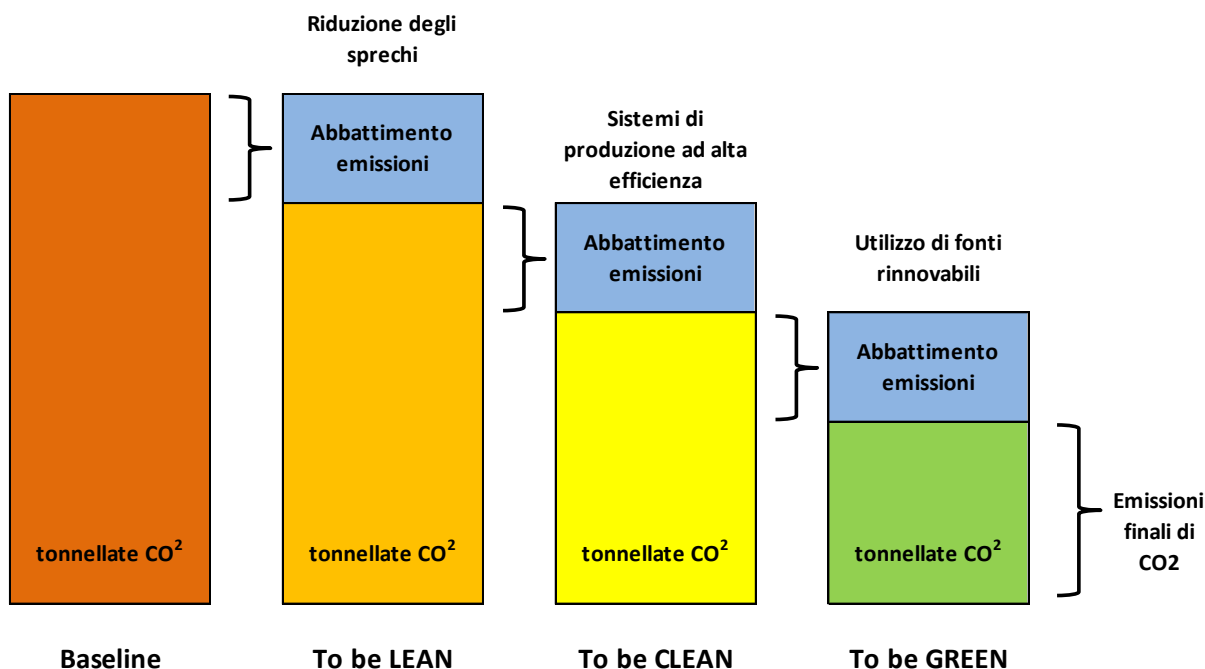 Riduzione degli
sprechi
Abbattimento
emissioni
Sistemi di
produzione ad alta
efficienza
Abbattimento
emissioni
Utilizzo di fonti
rinnovabili
Abbattimento
emissioni
tonnellate CO²
tonnellate CO²
tonnellate CO²
tonnellate CO²
Emissioni
finali di
CO2
Baseline
To be LEAN
To be CLEAN
To be GREEN